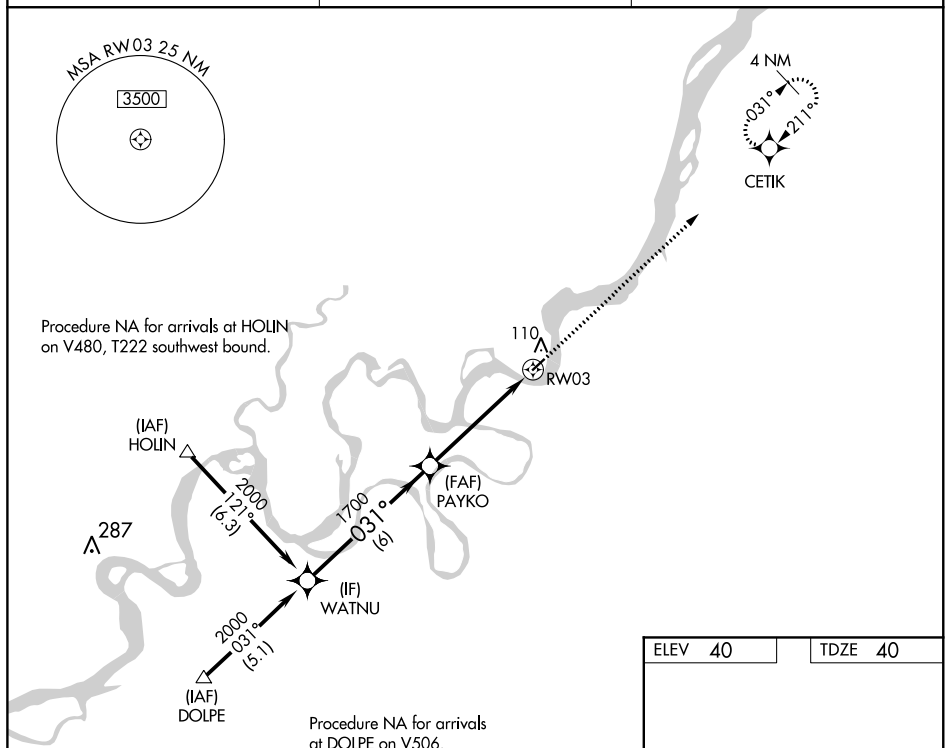 MSA RW03 25 NM
3500
4 NM
031°
211°
CETIK
Procedure NA for arrivals at HOLIN
on V480, T222 southwest bound.
110
RW03
(IAF)
HOLIN
2000
121°
(6.3)
(FAF)
PAYKO
1700
031°
(6)
287
(IF)
WATNU
2000
031°
(5.1)
(IAF)
DOLPE
ELEV 40
TDZE 40
Procedure NA for arrivals
at DOLPE on V506.